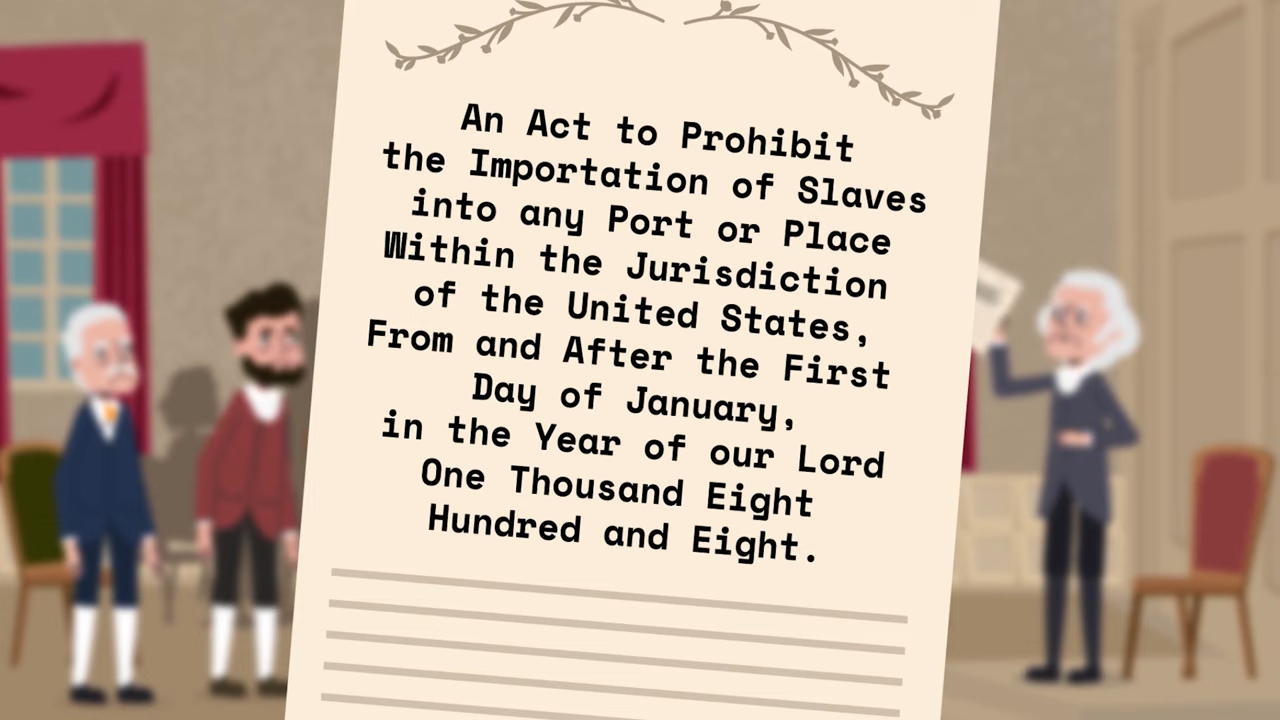 An Act to Prohibit
the Importation of Slaves
into any Port or Place
Within the Jurisdiction
of the United States,
From and After the First
Day of January,
in the Year of our Lord
One Thousand Eight
Hundred and Eight.